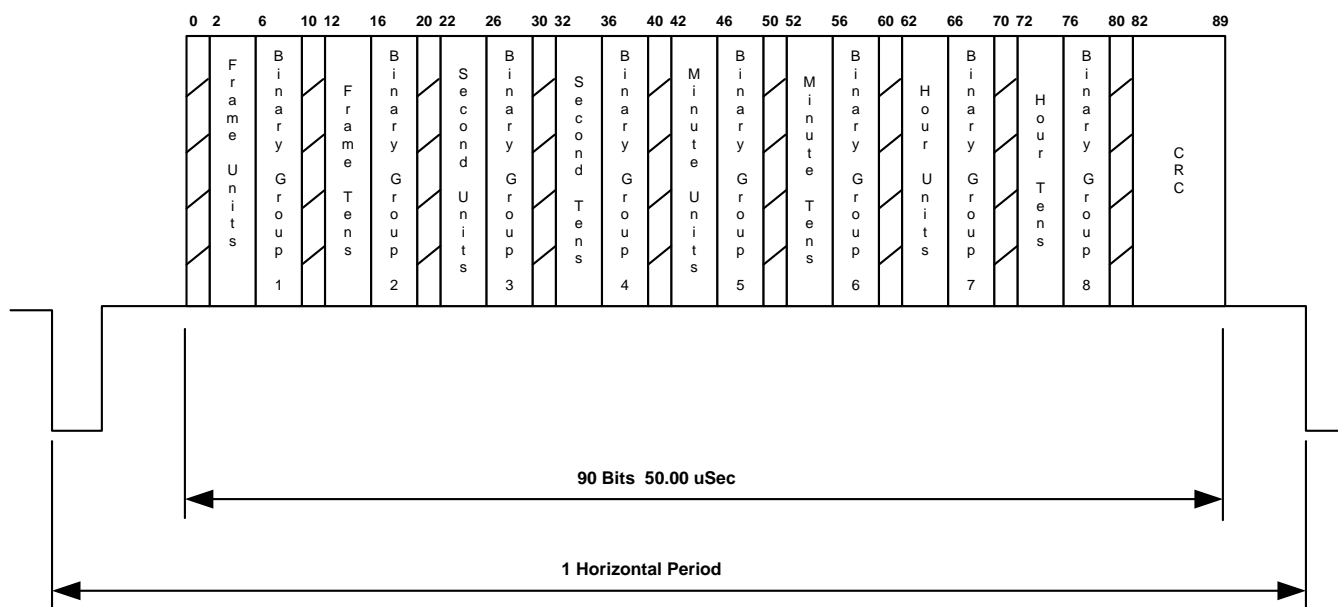 0 2 6 10 12 16 20 22 26 30 32 36 40 42 46 50 52 56 60 62 66 70 72 76 80 82 89
Frame Units
Binary Group 1
Frame Tens
Binary Group 2
Second Units
Binary Group 3
Second Tens
Binary Group 4
Minute Units
Binary Group 5
Minute Tens
Binary Group 6
Hour Units
Binary Group 7
Hour Tens
Binary Group 8
CRC
90 Bits 50.00 uSec
1 Horizontal Period